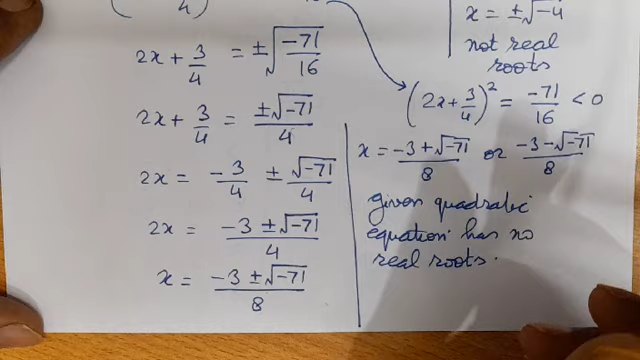 ( 4 )
2x + 3/4 = ±√(-71/16)
2x + 3/4 = ±√-71/4
2x = -3/4 ± √-71/4
2x = -3 ±√-71/4
x = -3 ±√-71/8
x = ±√-4
not real
roots
(2x+3/4)² = -71/16 < 0
x = -3+√-71/8 or -3-√-71/8
given quadratic
equation has no
real roots.